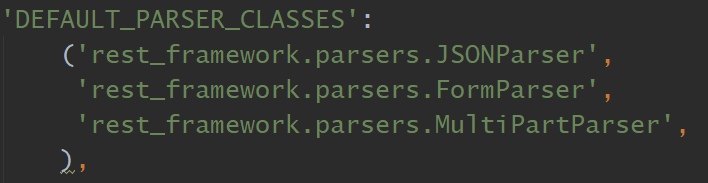 'DEFAULT_PARSER_CLASSES':
('rest_framework.parsers.JSONParser',
'rest_framework.parsers.FormParser',
'rest_framework.parsers.MultiPartParser',
),